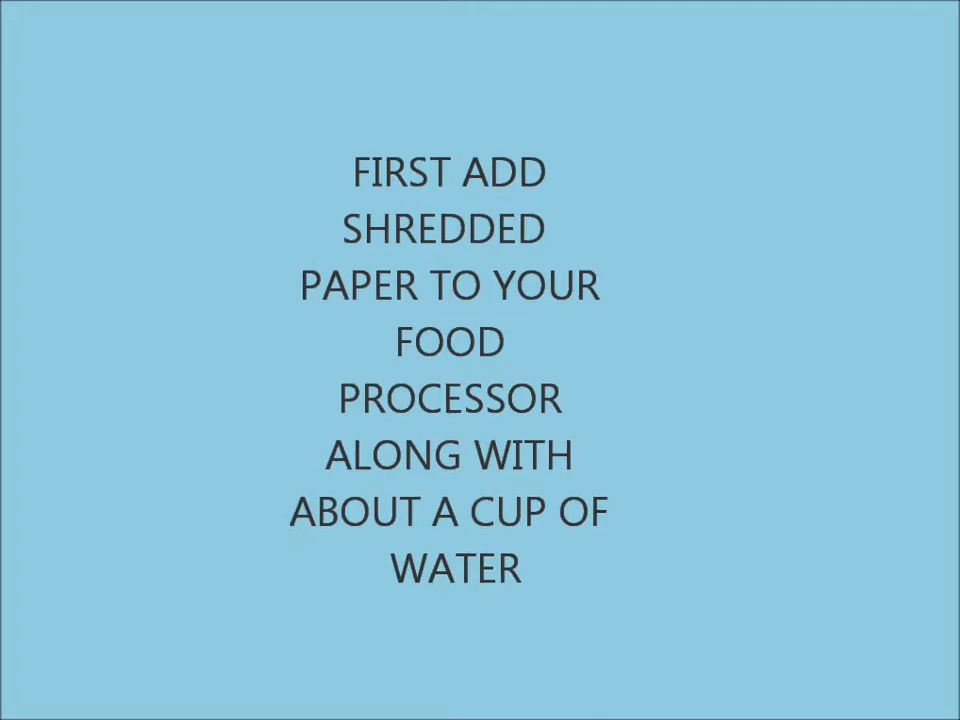 FIRST ADD
SHREDDED
PAPER TO YOUR
FOOD
PROCESSOR
ALONG WITH
ABOUT A CUP OF
WATER